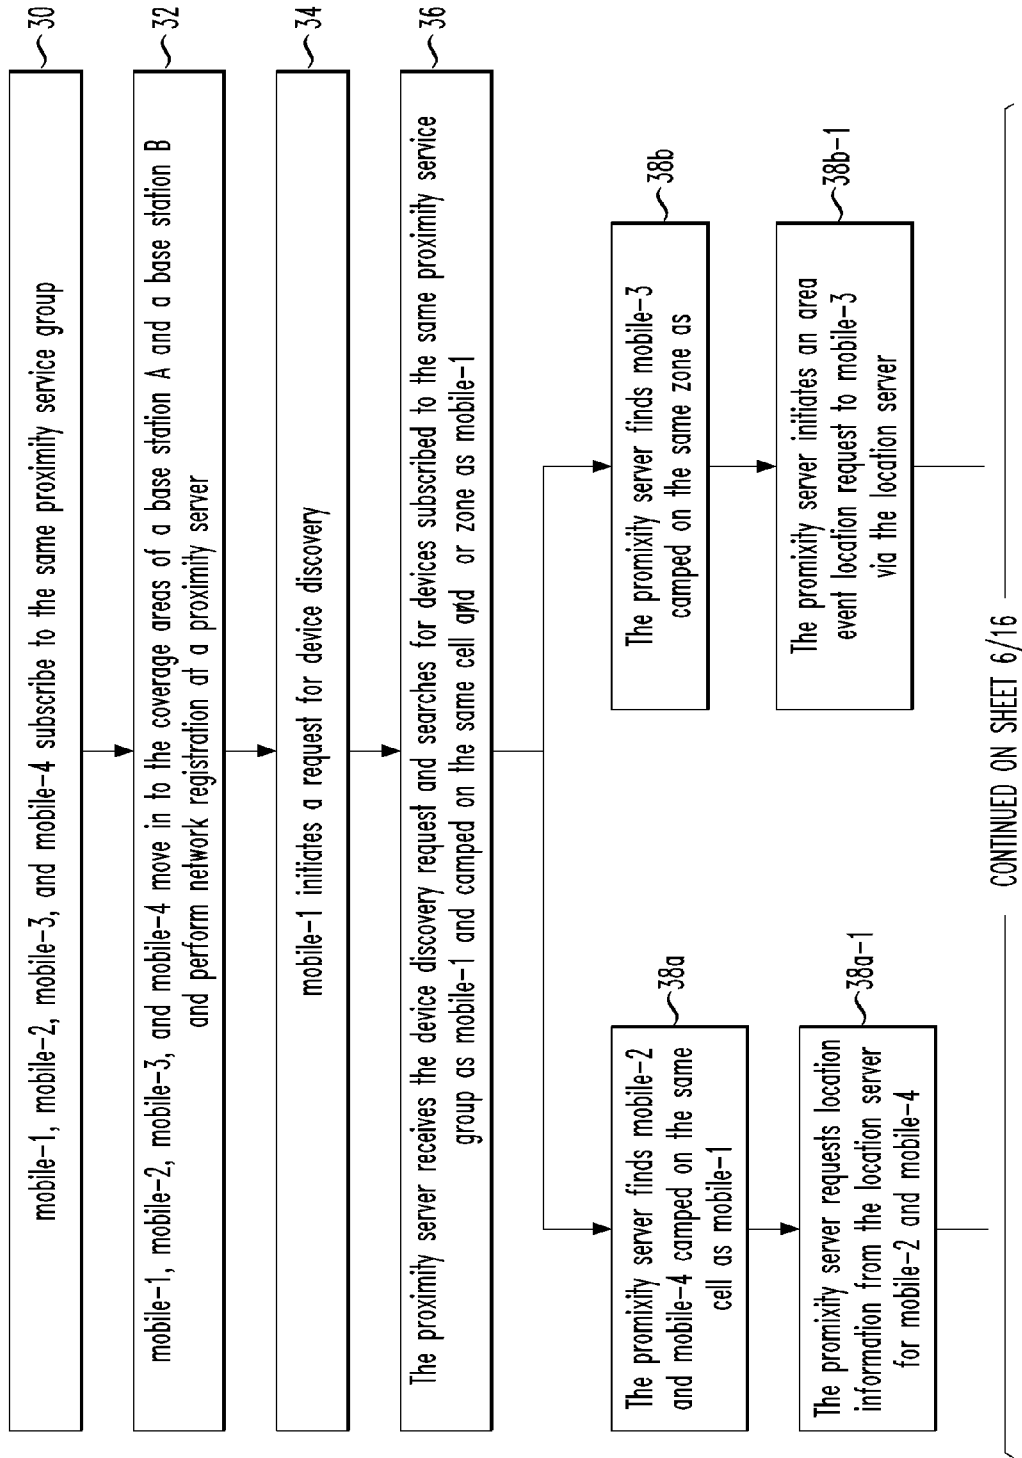 mobile-1, mobile-2, mobile-3, and mobile-4 subscribe to the same proximity service group
30
mobile-1, mobile-2, mobile-3, and mobile-4 move in to the coverage areas of a base station A and a base station B
and perform network registration at a proximity server
32
mobile-1 initiates a request for device discovery
34
The proximity server receives the device discovery request and searches for devices subscribed to the same proximity service
group as mobile-1 and camped on the same cell and or zone as mobile-1
36
The promixity server finds mobile-2
and mobile-4 camped on the same
cell as mobile-1
38a
The promixity server requests location
information from the location server
for mobile-2 and mobile-4
38a-1
The promixity server finds mobile-3
camped on the same zone as
38b
The promixity server initiates an area
event location request to mobile-3
via the location server
38b-1
CONTINUED ON SHEET 6/16